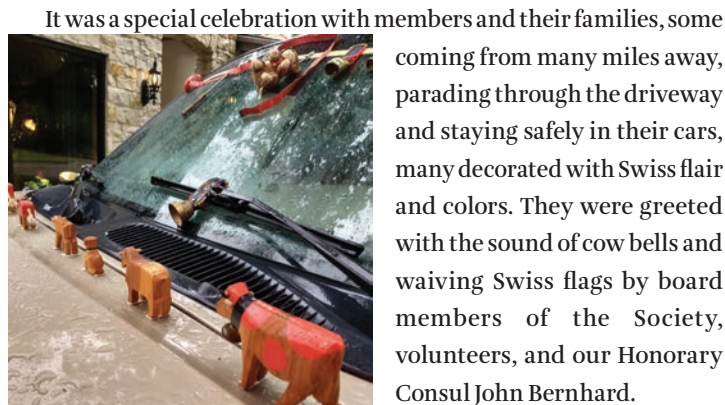 It was a special celebration with members and their families, some
coming from many miles away,
parading through the driveway
and staying safely in their cars,
many decorated with Swiss flair
and colors. They were greeted
with the sound of cow bells and
waiving Swiss flags by board
members of the Society,
volunteers, and our Honorary
Consul John Bernhard.